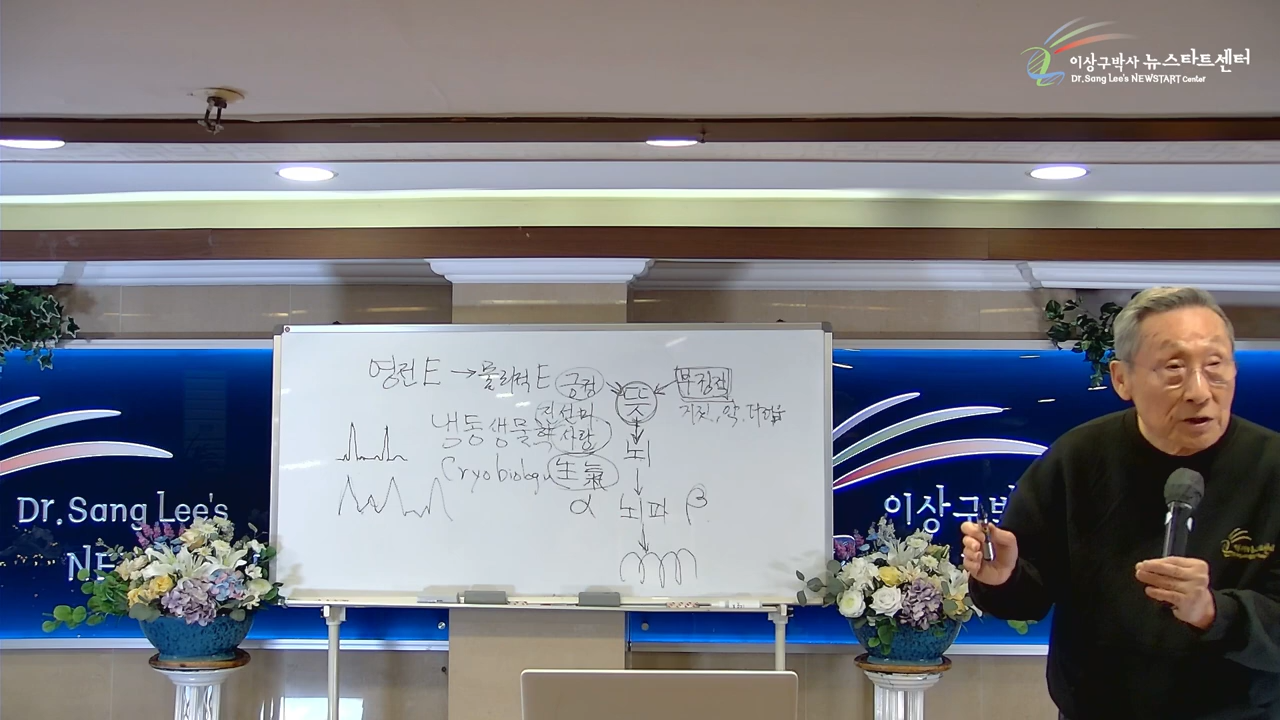 이상구박사 뉴스타트센터
Dr. Sang Lee's NEWSTART Center
영전E → 물리적E 긍정 뜻 부정적
진선미 거짓, 악, 더러움
냉동생물학 사랑 뇌
Cryobiology 生氣
α 뇌파 β
Dr. Sang Lee's
NE
이상구박